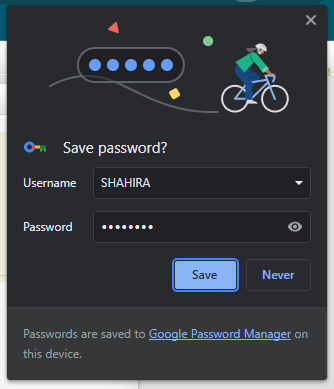 Save password?
Username
SHAHIRA
Password
••••••••
Save
Never
Passwords are saved to Google Password Manager on
this device.